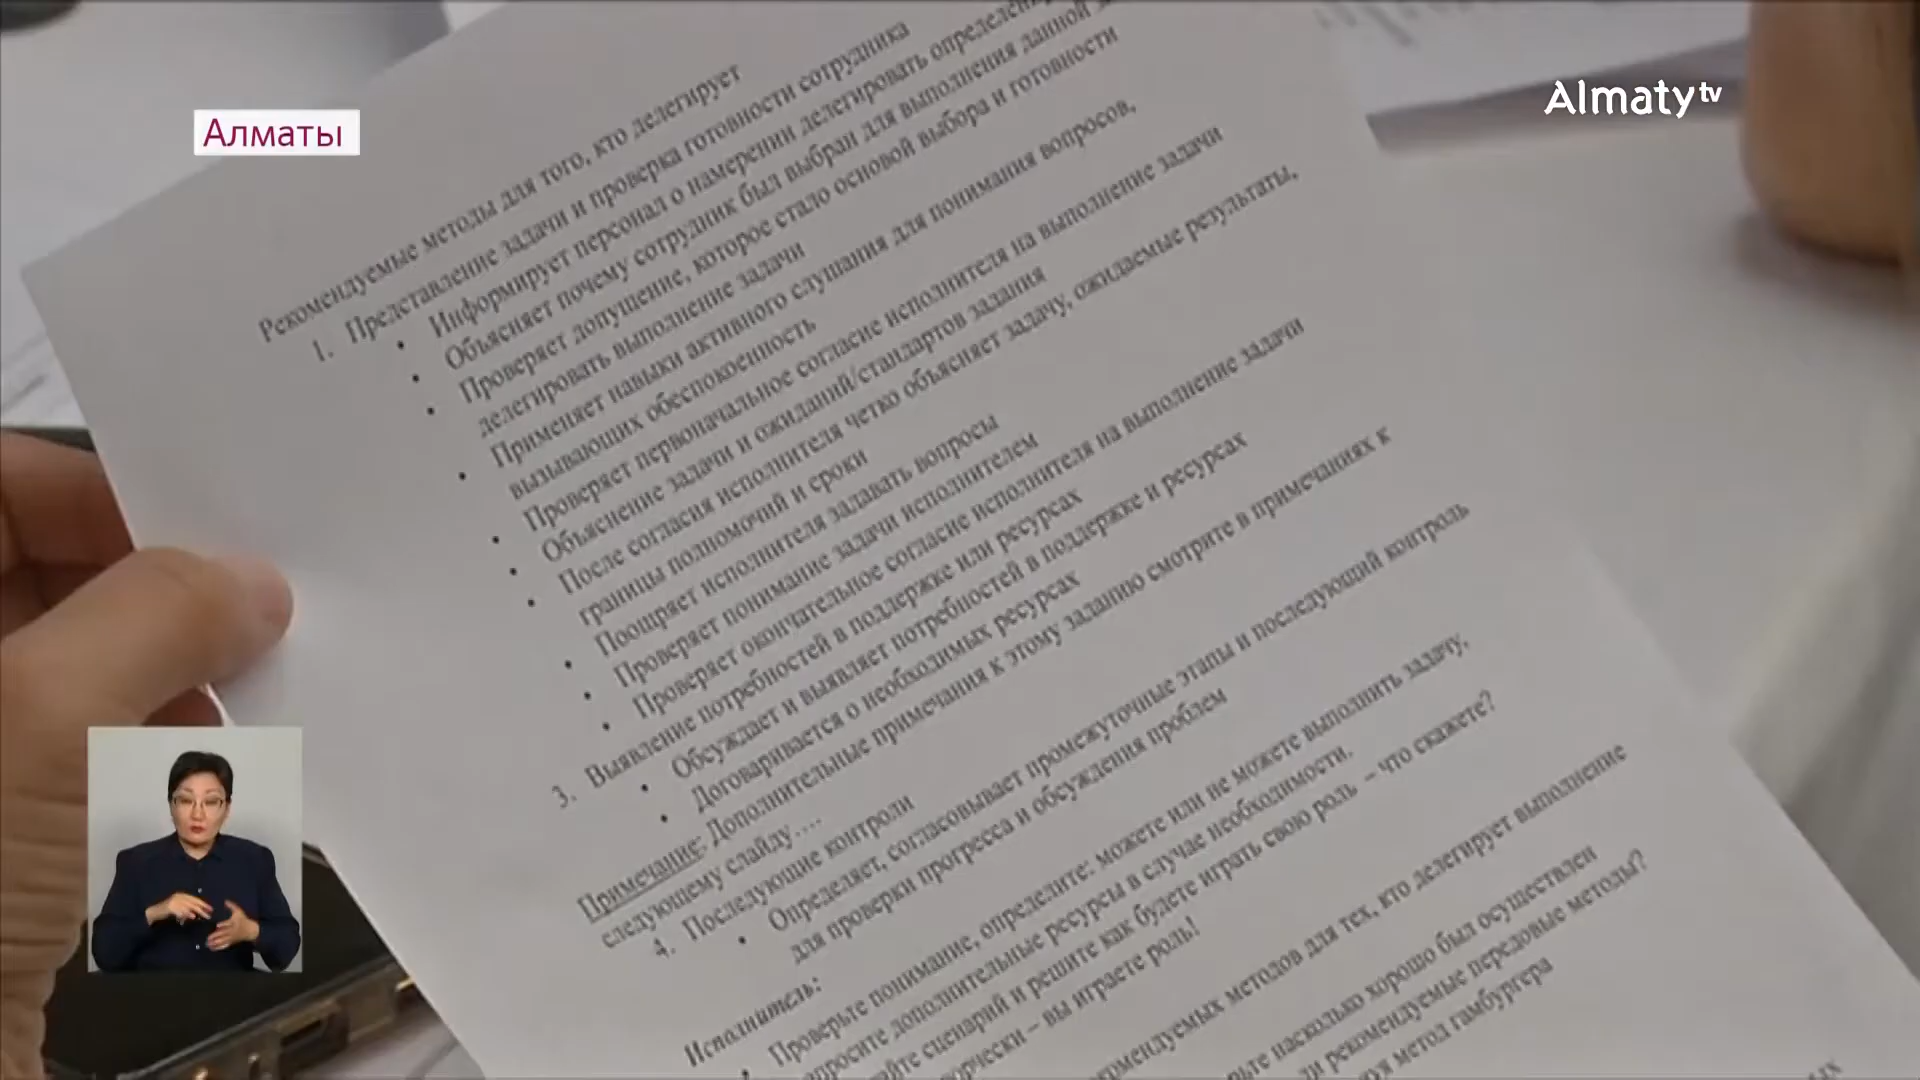 Almaty tv
Алматы
Рекомендуемые методы для того, кто делегирует
1. Представление задачи и проверка готовности сотрудника
• Информирует персонал о намерении делегировать
• Объясняет почему сотрудник был выбран для выполнения данной
• Проверяет допущение, которое стало основой выбора и готовности
делегировать выполнение задачи
• Применяет навыки активного слушания для понимания вопросов,
вызывающих обеспокоенность
• Проверяет первоначальное согласие исполнителя на выполнение задачи
• Объяснение задачи и ожиданий/стандартов задания
• После согласия исполнителя четко объясняет задачу, ожидаемые результаты,
границы полномочий и сроки
• Поощряет исполнителя задавать вопросы
• Проверяет понимание задачи исполнителем
• Проверяет окончательное согласие исполнителя на выполнение задачи
3. Выявление потребностей в поддержке или ресурсах
• Обсуждает и выявляет потребностей в поддержке и ресурсах
• Договаривается о необходимых ресурсах
Примечание: Дополнительные примечания к этому заданию смотрите в примечаниях к
следующему слайду….
4. Последующие контроли
• Определяет, согласовывает промежуточные этапы и последующий контроль
для проверки прогресса и обсуждения проблем
Исполнитель:
• Проверьте понимание, определите: можете или не можете выполнить задачу,
дополнительные ресурсы в случае необходимости.
сценарий и решите как будете играть свою роль – что скажете?
– вы играете роль!
методов для тех, кто делегирует выполнение
насколько хорошо был осуществлен
рекомендуемые передовые методы?
метод гамбургера